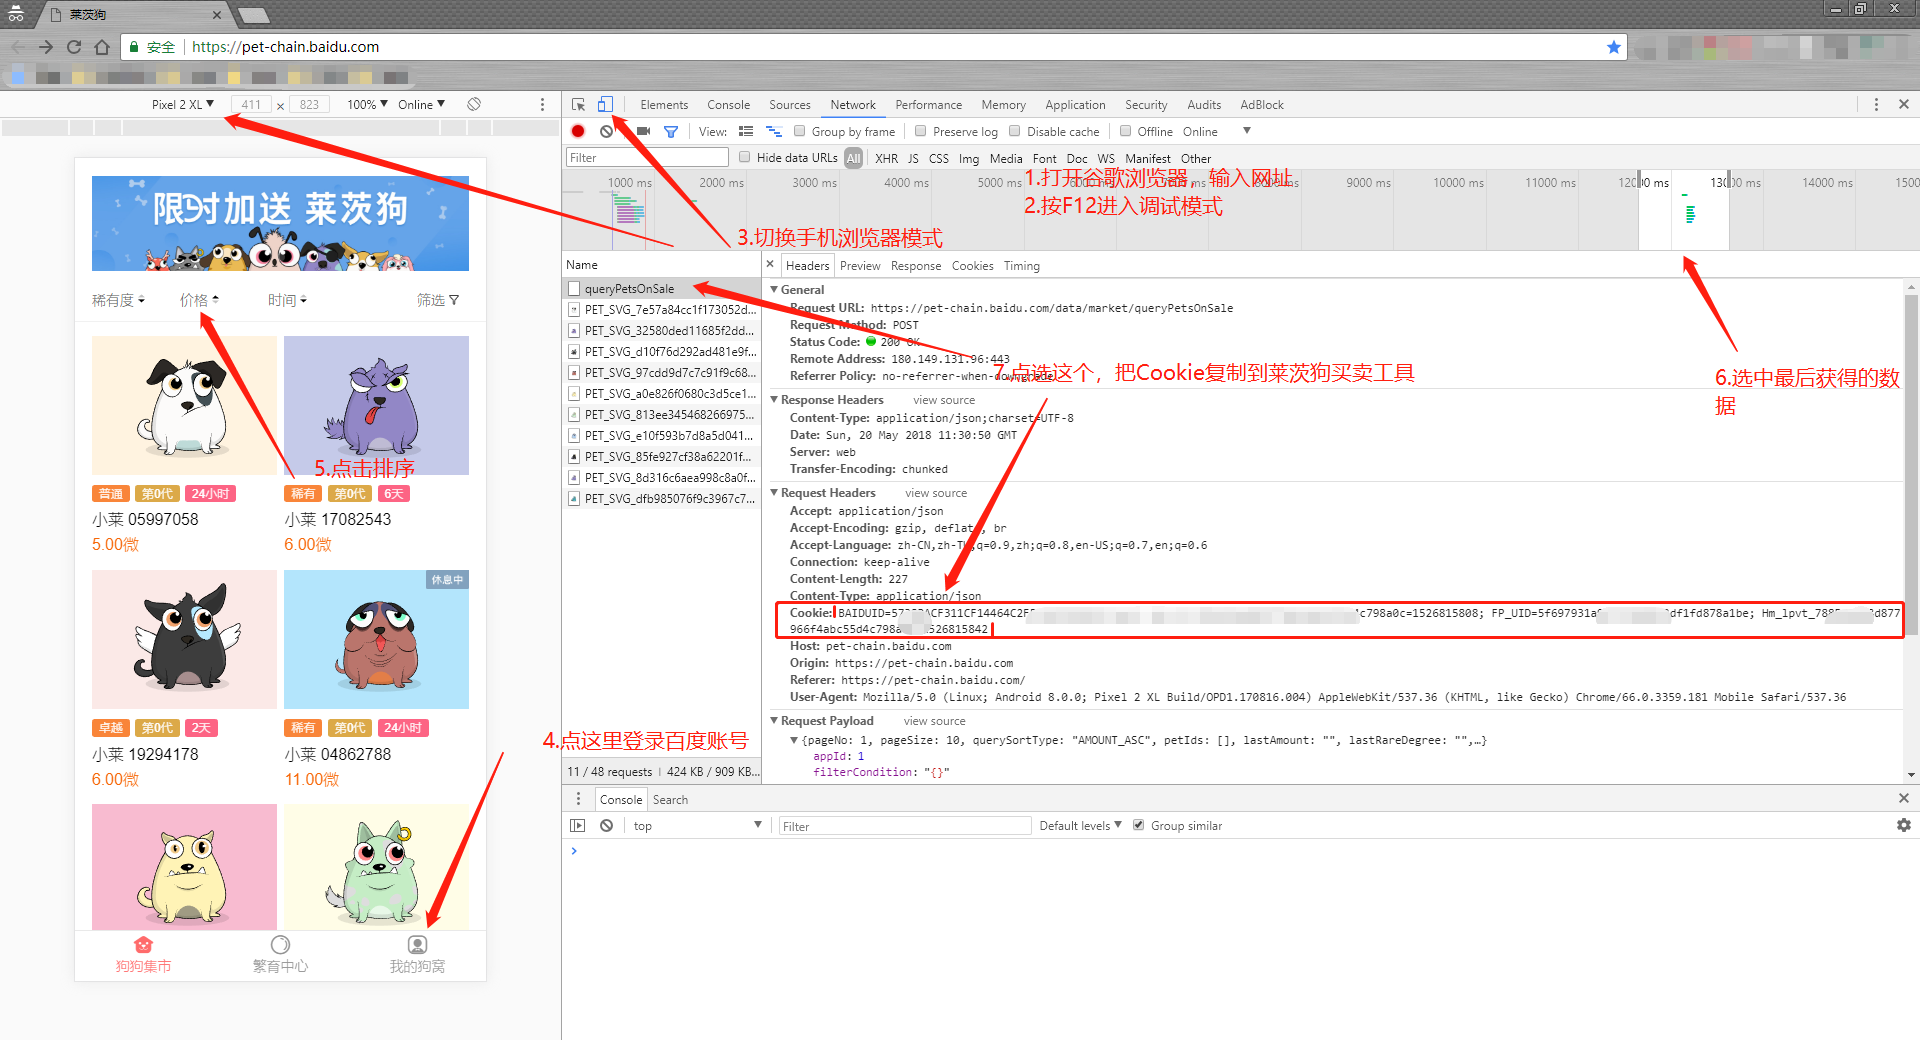 莱茨狗
安全 https://pet-chain.baidu.com
Pixel 2 XL ▼ 411 × 823 100% ▼ Online ▼
Elements Console Sources Network Performance Memory Application Security Audits AdBlock
View: Group by frame Preserve log Disable cache Offline Online ▼
Filter Hide data URLs All XHR JS CSS Img Media Font Doc WS Manifest Other
1000 ms 2000 ms 3000 ms 4000 ms 5000 ms 9000 ms 10000 ms 11000 ms 14000 ms
1.打开谷歌浏览器，输入网址
2.按F12进入调试模式
3.切换手机浏览器模式
限时加送 莱茨狗
稀有度 价格 时间 筛选
5.点击排序
普通 第0代 24小时
小莱 05997058
5.00微
稀有 第0代 6天
小莱 17082543
6.00微
休息中
卓越 第0代 2天
小莱 19294178
6.00微
稀有 第0代 24小时
小莱 04862788
11.00微
4.点这里登录百度账号
狗狗集市 繁育中心 我的狗窝
Name
queryPetsOnSale
PET_SVG_7e57a84cc1f173052d...
PET_SVG_32580ded11685f2dd...
PET_SVG_d10f76d292ad481e9f...
PET_SVG_97cdd9d7c7c91f9c68...
PET_SVG_a0e826f0680c3d5ce1...
PET_SVG_813ee345468266975...
PET_SVG_e10f593b7d8a5d041...
PET_SVG_85fe927cf38a62201f...
PET_SVG_8d316c6aea998c8a0f...
PET_SVG_dfb985076f9c3967c7...
11 / 48 requests | 424 KB / 909 KB...
Headers Preview Response Cookies Timing
General
Request URL: https://pet-chain.baidu.com/data/market/queryPetsOnSale
Request Method: POST
Status Code: 200 OK
Remote Address: 180.149.131.96:443
Referrer Policy: no-referrer-when-downgrade
7.点选这个，把Cookie复制到莱茨狗买卖工具
6.选中最后获得的数
据
Response Headers view source
Content-Type: application/json;charset=UTF-8
Date: Sun, 20 May 2018 11:30:50 GMT
Server: web
Transfer-Encoding: chunked
Request Headers view source
Accept: application/json
Accept-Encoding: gzip, deflate, br
Accept-Language: zh-CN,zh-TW;q=0.9,zh;q=0.8,en-US;q=0.7,en;q=0.6
Connection: keep-alive
Content-Length: 227
Content-Type: application/json
Cookie: c798a0c=1526815808; FP_UID=5f697931 df1fd878a1be; Hm_lpvt_788 d877
966f4abc55d4c798a 526815842
Host: pet-chain.baidu.com
Origin: https://pet-chain.baidu.com
Referer: https://pet-chain.baidu.com/
User-Agent: Mozilla/5.0 (Linux; Android 8.0.0; Pixel 2 XL Build/OPD1.170816.004) AppleWebKit/537.36 (KHTML, like Gecko) Chrome/66.0.3359.181 Mobile Safari/537.36
Request Payload view source
{pageNo: 1, pageSize: 10, querySortType: "AMOUNT_ASC", petIds: [], lastAmount: "", lastRareDegree: "",…}
appId: 1
filterCondition: "{}"
Console Search
top ▼ Filter Default levels ▼ Group similar